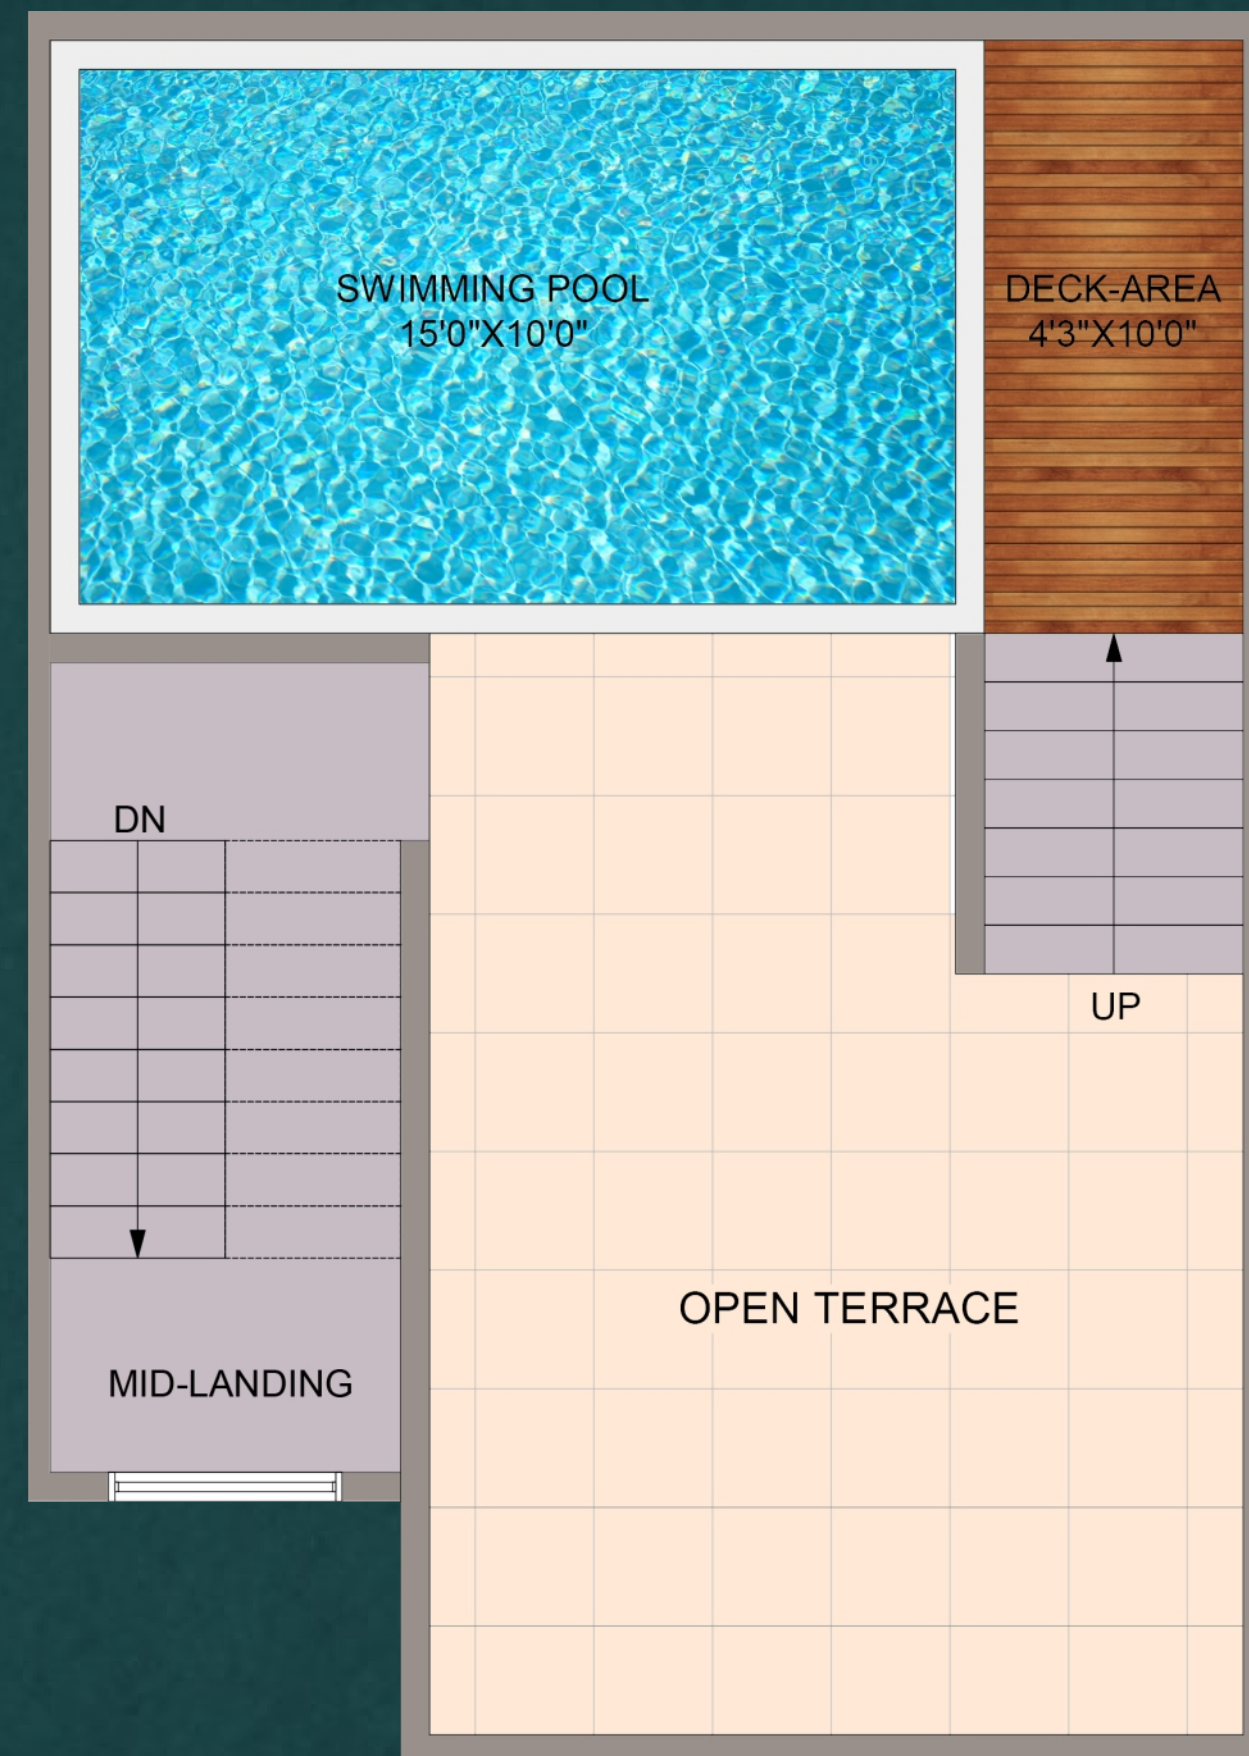 SWIMMING POOL
15'0"X10'0"
DECK-AREA
4'3"X10'0"
DN
UP
OPEN TERRACE
MID-LANDING